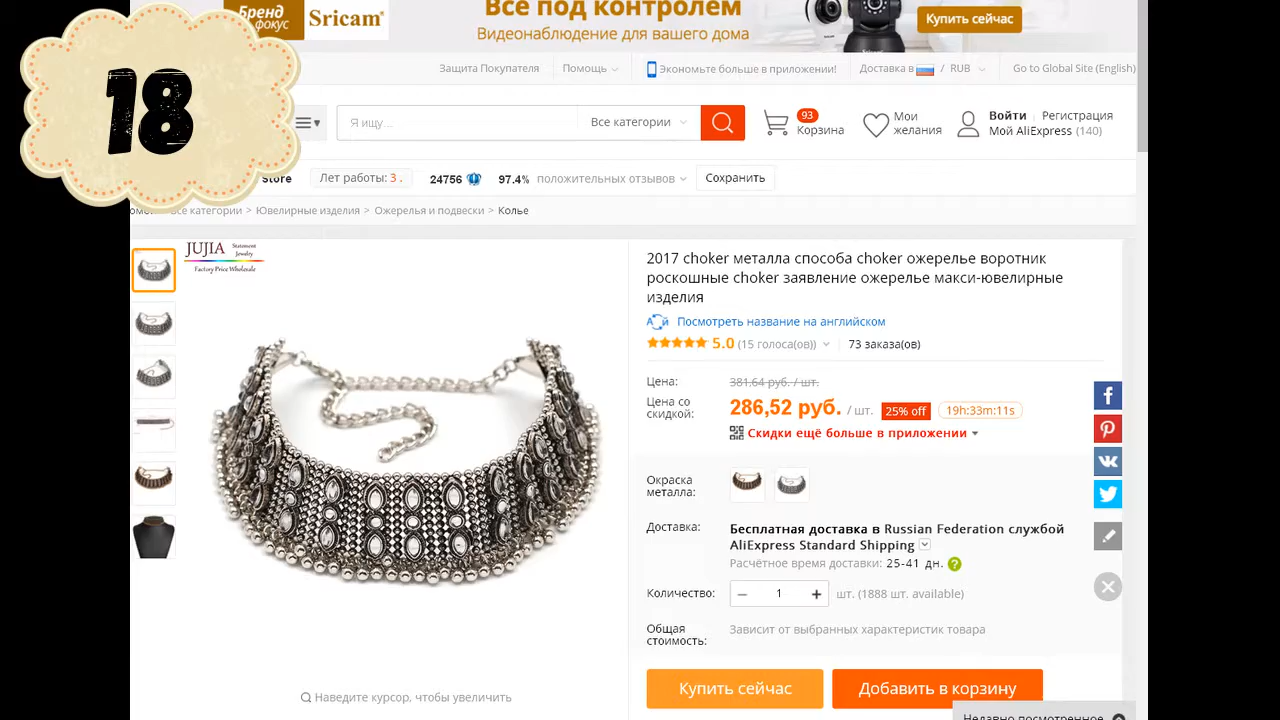 18
Бренд
фокус
Sricam
Все под контролем
Видеонаблюдение для вашего дома
Купить сейчас
Защита Покупателя
Помощь
Экономьте больше в приложении!
Доставка в / RUB
Go to Global Site (English)
Я ищу...
Все категории
93
Корзина
Мои
желания
Войти
Регистрация
Мой AliExpress (140)
Store
Лет работы: 3 .
24756
97.4% положительных отзывов
Сохранить
Все категории > Ювелирные изделия > Ожерелья и подвески > Колье
JUJIA Statement
Jewelry
Factory Price Wholesale
2017 choker металла способа choker ожерелье воротник
роскошные choker заявление ожерелье макси-ювелирные
изделия
Посмотреть название на английском
5.0 (15 голоса(ов))
73 заказа(ов)
Цена:
381,64 руб. / шт.
Цена со
скидкой:
286,52 руб. / шт.
25% off
19h:33m:11s
Скидки ещё больше в приложении
Окраска
металла:
Доставка:
Бесплатная доставка в Russian Federation службой
AliExpress Standard Shipping
Расчётное время доставки: 25-41 дн.
Количество:
1
шт. (1888 шт. available)
Общая
стоимость:
Зависит от выбранных характеристик товара
Наведите курсор, чтобы увеличить
Купить сейчас
Добавить в корзину
Недавно посмотренное